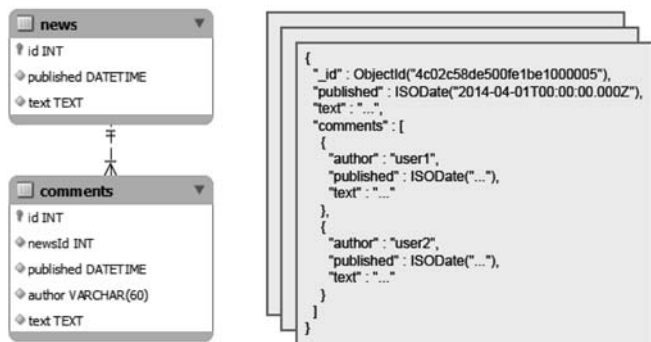 news
id INT
published DATETIME
text TEXT
comments
id INT
newsId INT
published DATETIME
author VARCHAR(60)
text TEXT
{
"_id" : ObjectId("4c02c58de500fe1be1000005"),
"published" : ISODate("2014-04-01T00:00:00.000Z"),
"text" : "...",
"comments" : [
{
"author" : "user1",
"published" : ISODate("..."),
"text" : "..."
},
{
"author" : "user2",
"published" : ISODate("..."),
"text" : "..."
}
]
}